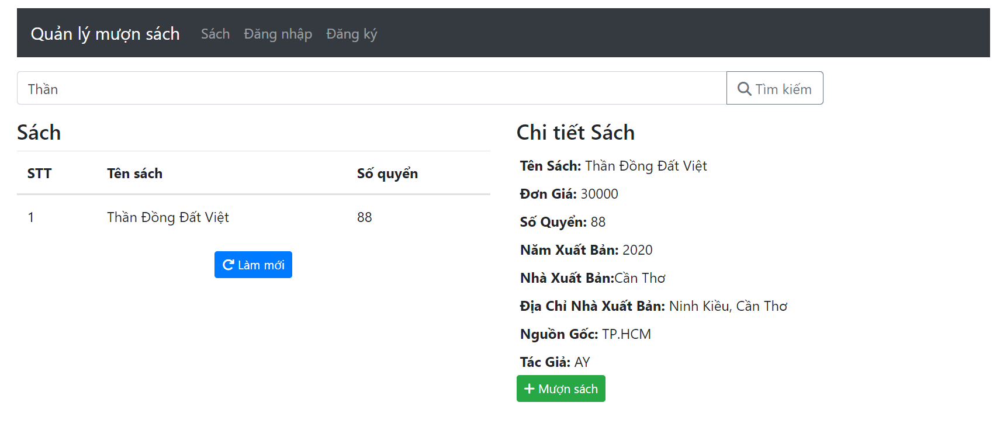 Quản lý mượn sách Sách Đăng nhập Đăng ký
Thần Tìm kiếm
Sách
STT Tên sách Số quyển
1 Thần Đồng Đất Việt 88
Làm mới
Chi tiết Sách
Tên Sách: Thần Đồng Đất Việt
Đơn Giá: 30000
Số Quyển: 88
Năm Xuất Bản: 2020
Nhà Xuất Bản:Cần Thơ
Địa Chỉ Nhà Xuất Bản: Ninh Kiều, Cần Thơ
Nguồn Gốc: TP.HCM
Tác Giả: AY
Mượn sách